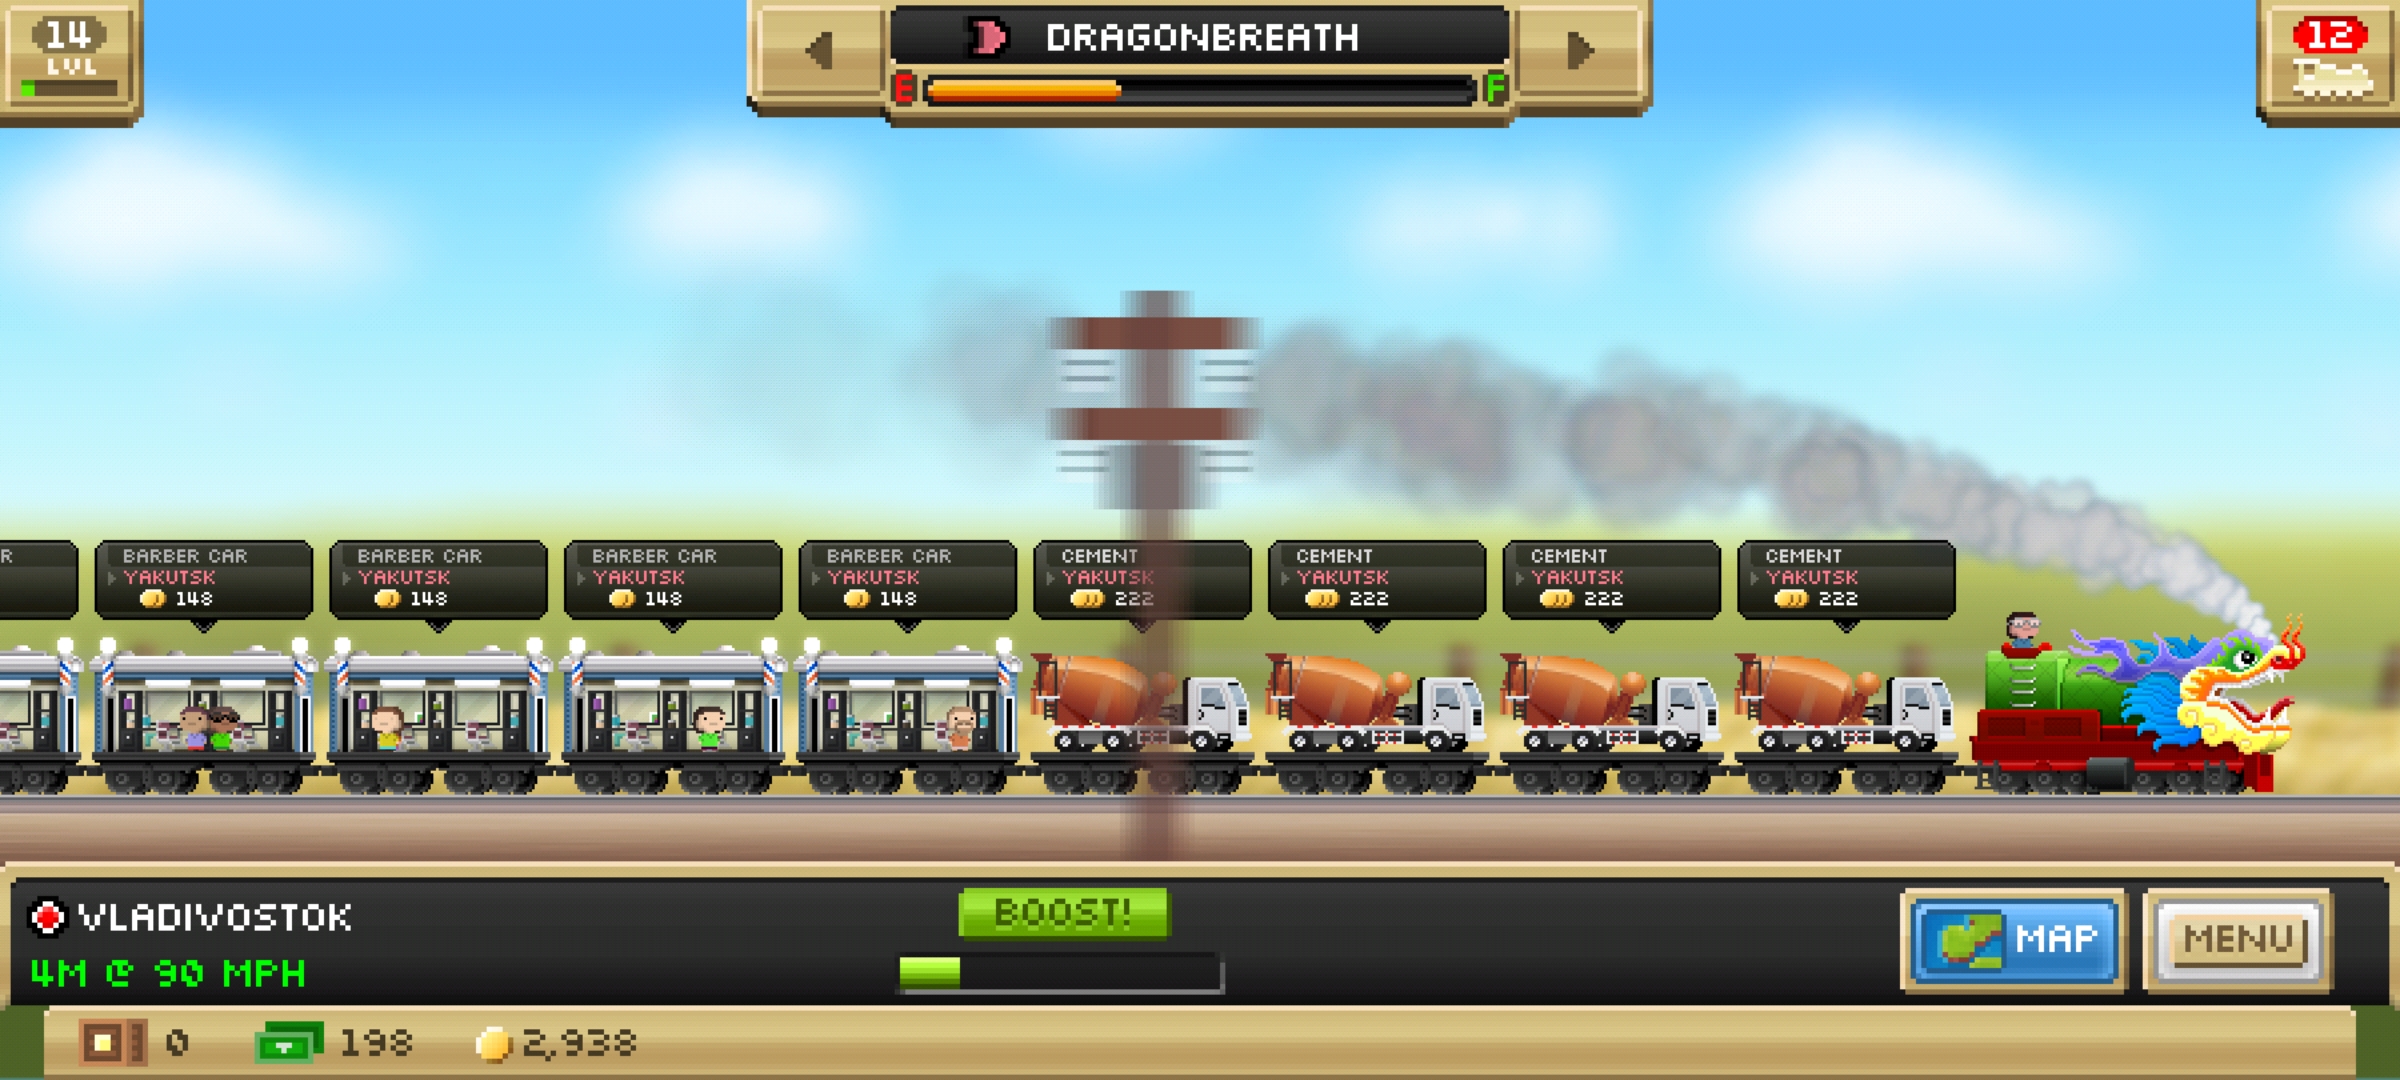 14
LVL
DRAGONBREATH
E
F
12
R
BARBER CAR
YAKUTSK
148
BARBER CAR
YAKUTSK
148
BARBER CAR
YAKUTSK
148
BARBER CAR
YAKUTSK
148
CEMENT
YAKUTSK
222
CEMENT
YAKUTSK
222
CEMENT
YAKUTSK
222
CEMENT
YAKUTSK
222
VLADIVOSTOK
4M @ 90 MPH
BOOST!
MAP
MENU
0
198
2,938